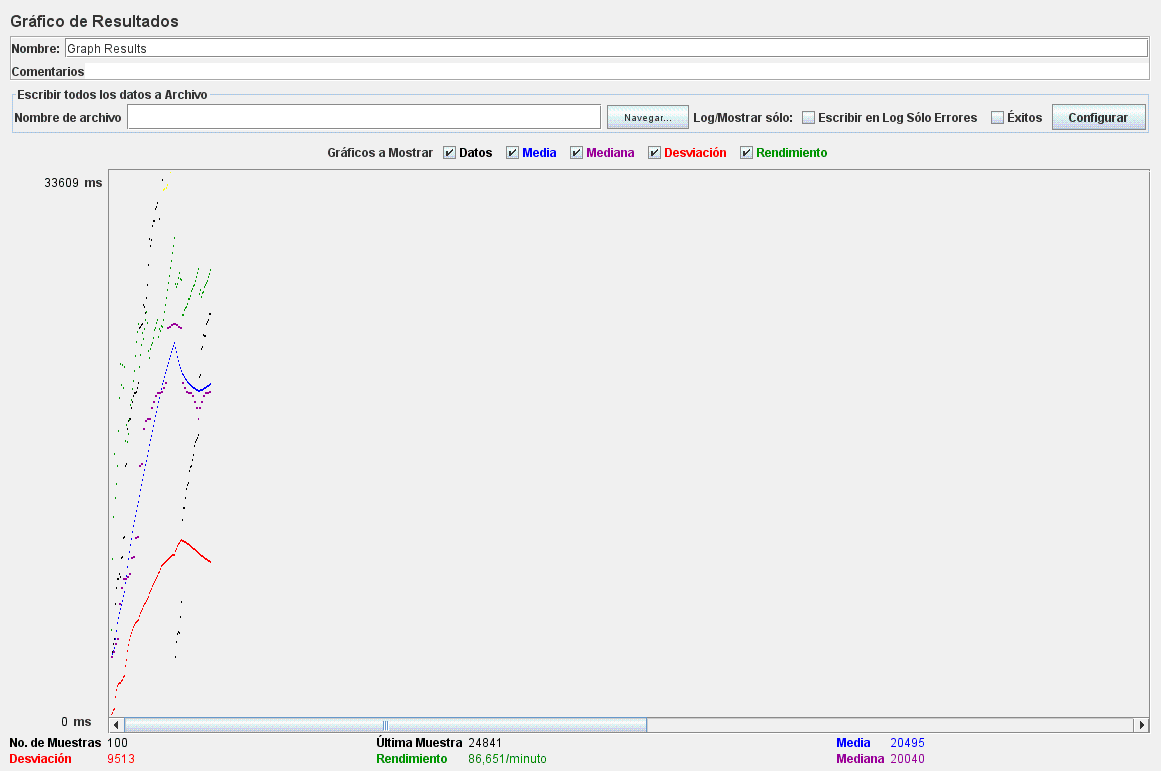 Gráfico de Resultados
Nombre: Graph Results
Comentarios
Escribir todos los datos a Archivo
Nombre de archivo Navegar... Log/Mostrar sólo: Escribir en Log Sólo Errores Éxitos Configurar
Gráficos a Mostrar Datos Media Mediana Desviación Rendimiento
33609 ms
0 ms
No. de Muestras 100 Última Muestra 24841 Media 20495
Desviación 9513 Rendimiento 86,651/minuto Mediana 20040